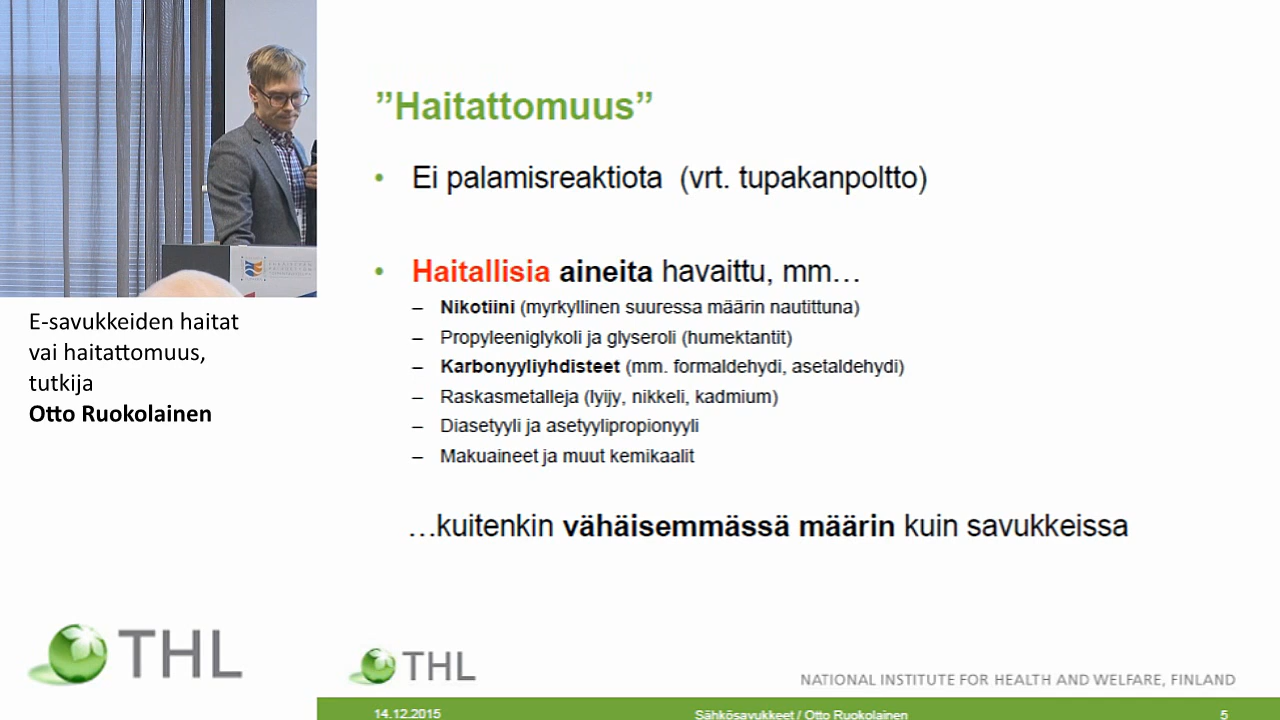 ”Haitattomuus”
• Ei palamisreaktiota (vrt. tupakanpoltto)
• Haitallisia aineita havaittu, mm…
– Nikotiini (myrkyllinen suuressa määrin nautittuna)
– Propyleeniglykoli ja glyseroli (humektantit)
– Karbonyyliyhdisteet (mm. formaldehydi, asetaldehydi)
– Raskasmetalleja (lyijy, nikkeli, kadmium)
– Diasetyyli ja asetyylipropionyyli
– Makuaineet ja muut kemikaalit
…kuitenkin vähäisemmässä määrin kuin savukkeissa
E-savukkeiden haitat
vai haitattomuus,
tutkija
Otto Ruokolainen
THL
THL
NATIONAL INSTITUTE FOR HEALTH AND WELFARE, FINLAND
14.12.2015
Sähkösavukkeet / Otto Ruokolainen
5